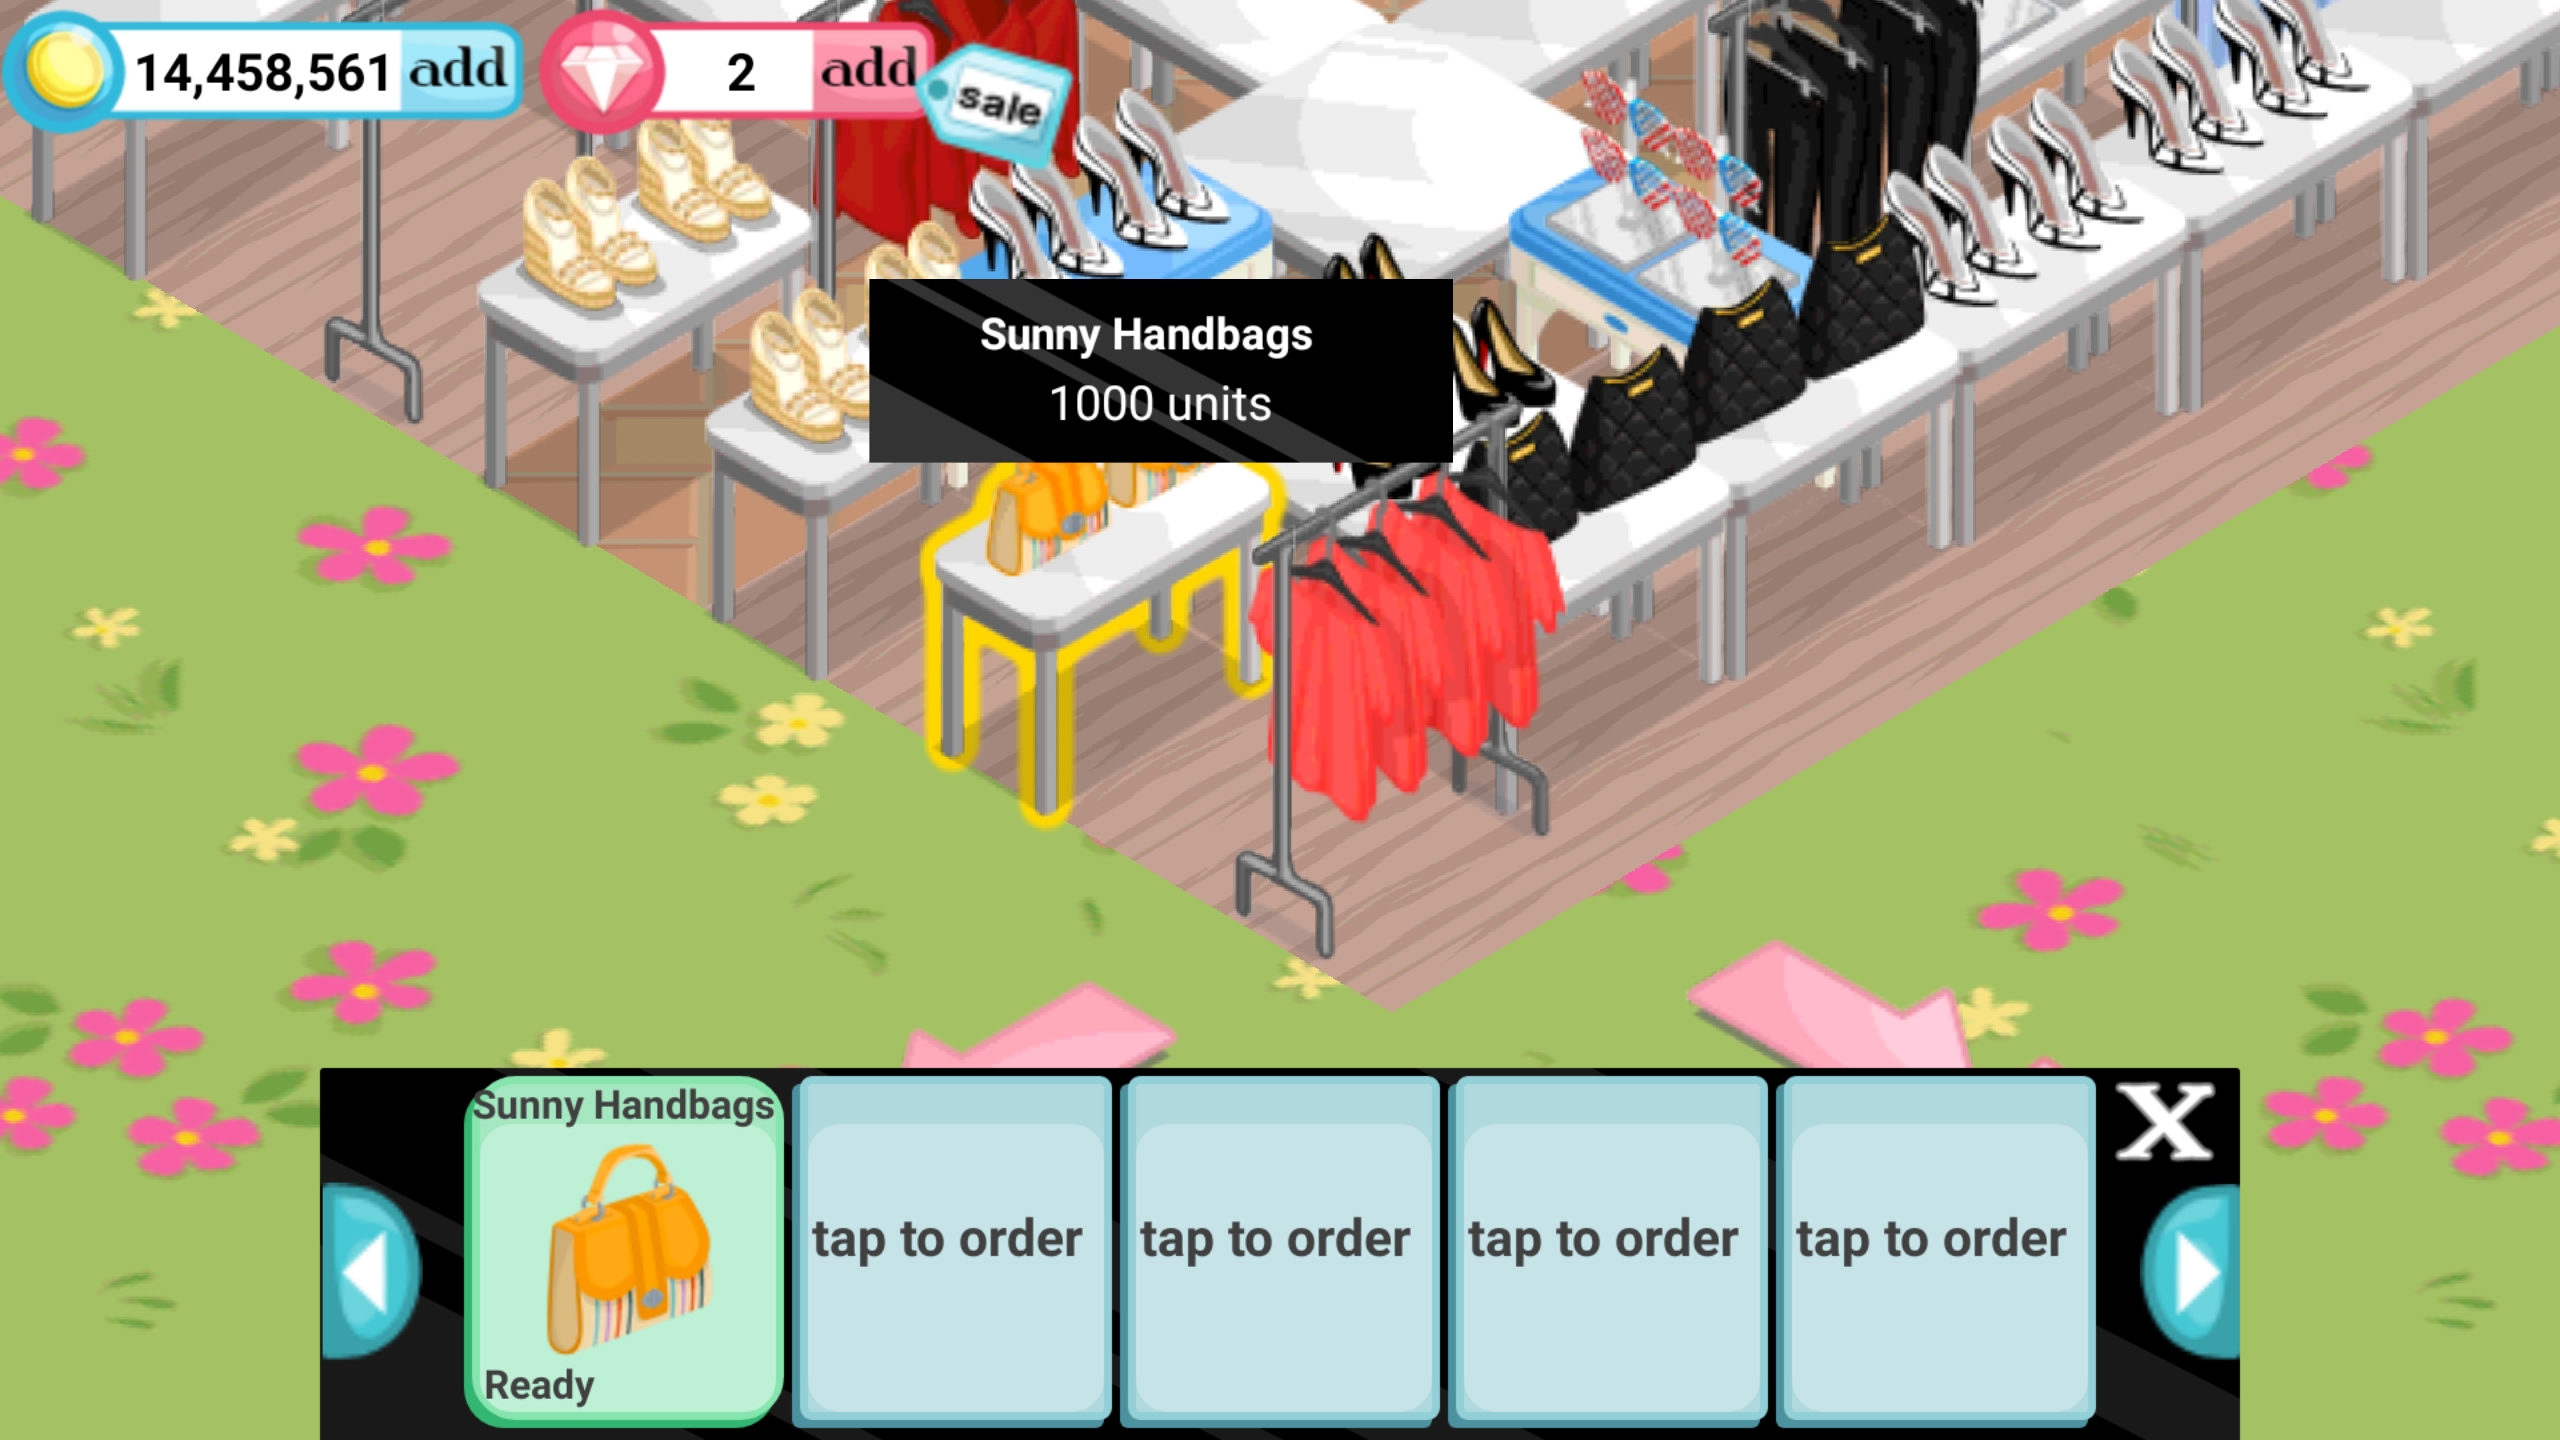 14,458,561 add
2 add
sale
Sunny Handbags
1000 units
Sunny Handbags
Ready
tap to order
tap to order
tap to order
tap to order
X